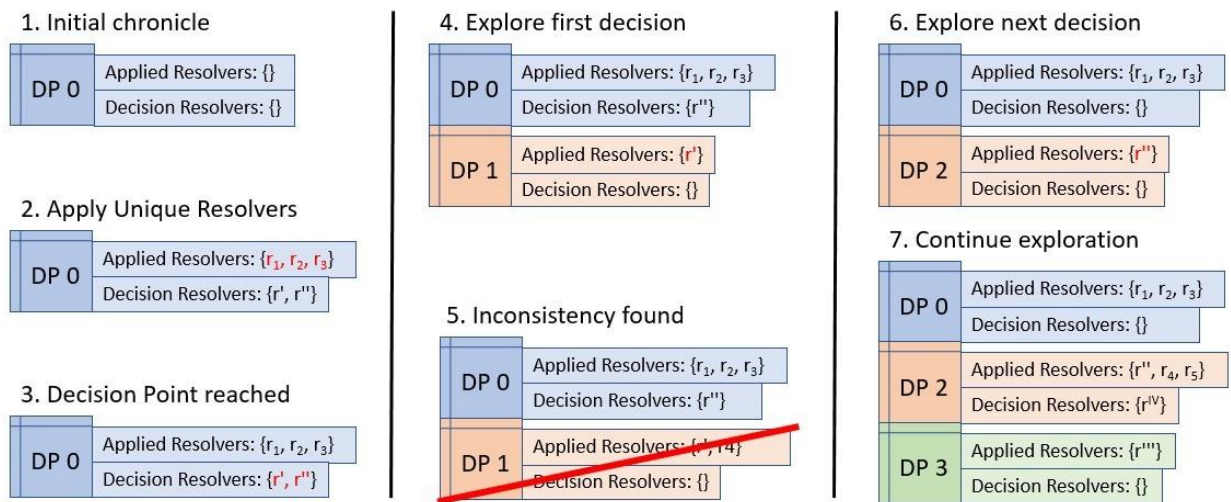 1. Initial chronicle
DP 0
Applied Resolvers: {}
Decision Resolvers: {}
2. Apply Unique Resolvers
DP 0
Applied Resolvers: {r₁, r₂, r₃}
Decision Resolvers: {r', r''}
3. Decision Point reached
DP 0
Applied Resolvers: {r₁, r₂, r₃}
Decision Resolvers: {r', r''}
4. Explore first decision
DP 0
Applied Resolvers: {r₁, r₂, r₃}
Decision Resolvers: {r''}
DP 1
Applied Resolvers: {r'}
Decision Resolvers: {}
5. Inconsistency found
DP 0
Applied Resolvers: {r₁, r₂, r₃}
Decision Resolvers: {r''}
DP 1
Applied Resolvers: {r', r4}
Decision Resolvers: {}
6. Explore next decision
DP 0
Applied Resolvers: {r₁, r₂, r₃}
Decision Resolvers: {}
DP 2
Applied Resolvers: {r''}
Decision Resolvers: {}
7. Continue exploration
DP 0
Applied Resolvers: {r₁, r₂, r₃}
Decision Resolvers: {}
DP 2
Applied Resolvers: {r'', r₄, r₅}
Decision Resolvers: {rᴵⱽ}
DP 3
Applied Resolvers: {r'''}
Decision Resolvers: {}